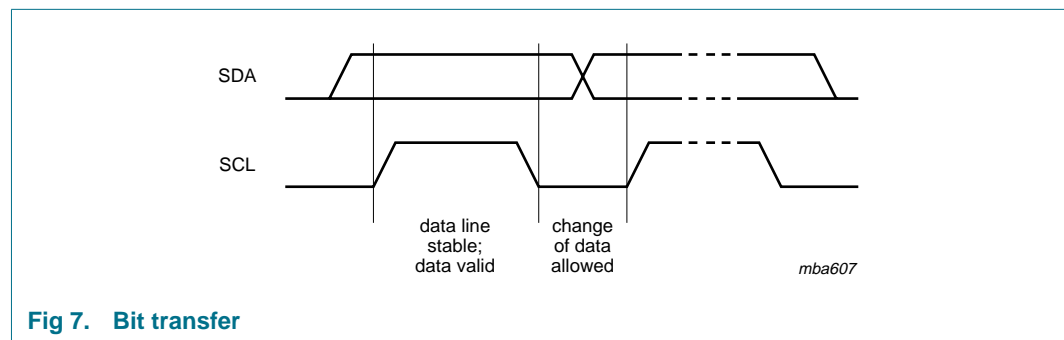 SDA
SCL
data line
stable;
data valid
change
of data
allowed
mba607
Fig 7. Bit transfer